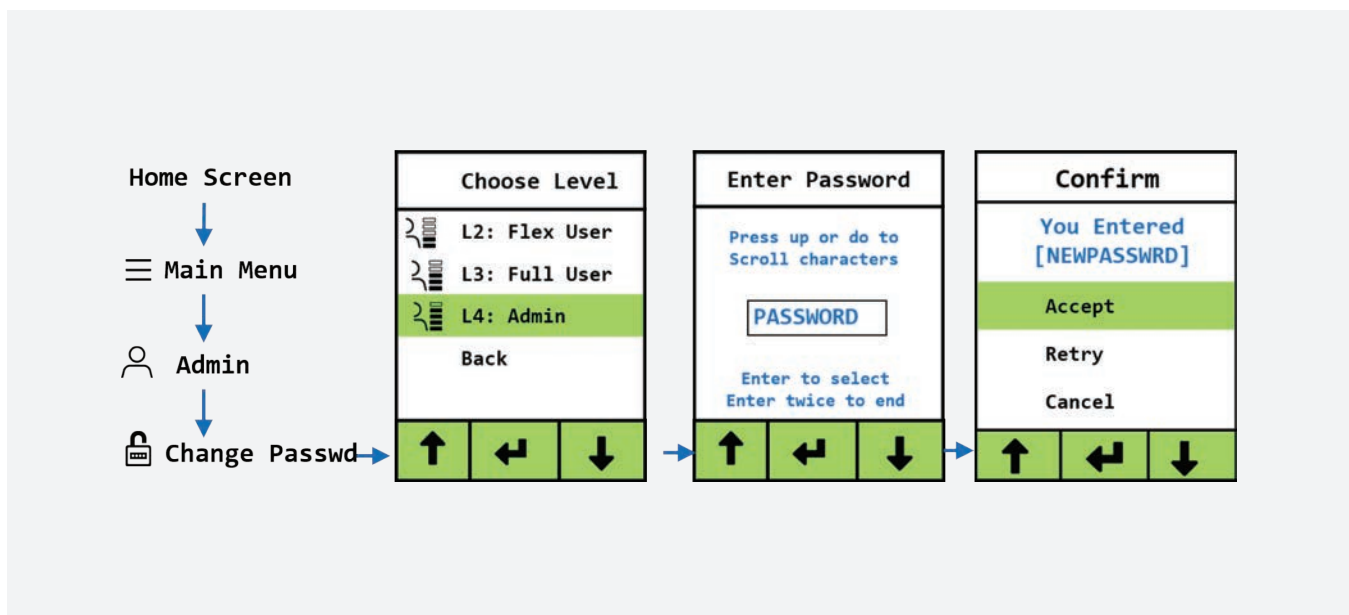 Home Screen
Main Menu
Admin
Change Passwd
Choose Level
L2: Flex User
L3: Full User
L4: Admin
Back
Enter Password
Press up or do to
Scroll characters
PASSWORD
Enter to select
Enter twice to end
Confirm
You Entered
[NEWPASSWRD]
Accept
Retry
Cancel